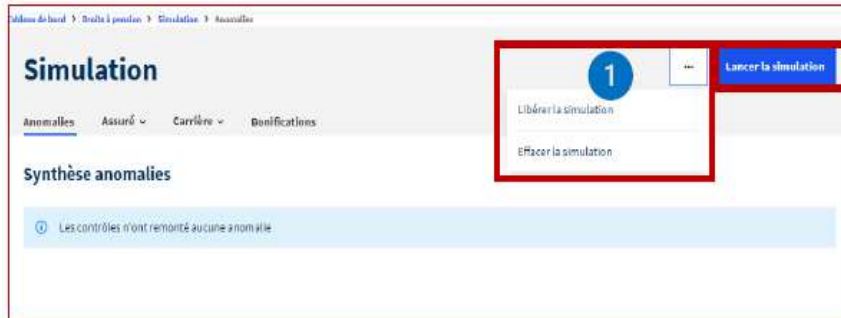 Tableau de bord > Droits à pension > Simulation > Anomalies
Simulation
1
...
Lancer la simulation
Libérer la simulation
Effacer la simulation
Anomalies Assuré Carrière Bonifications
Synthèse anomalies
Les contrôles n'ont remonté aucune anomalie